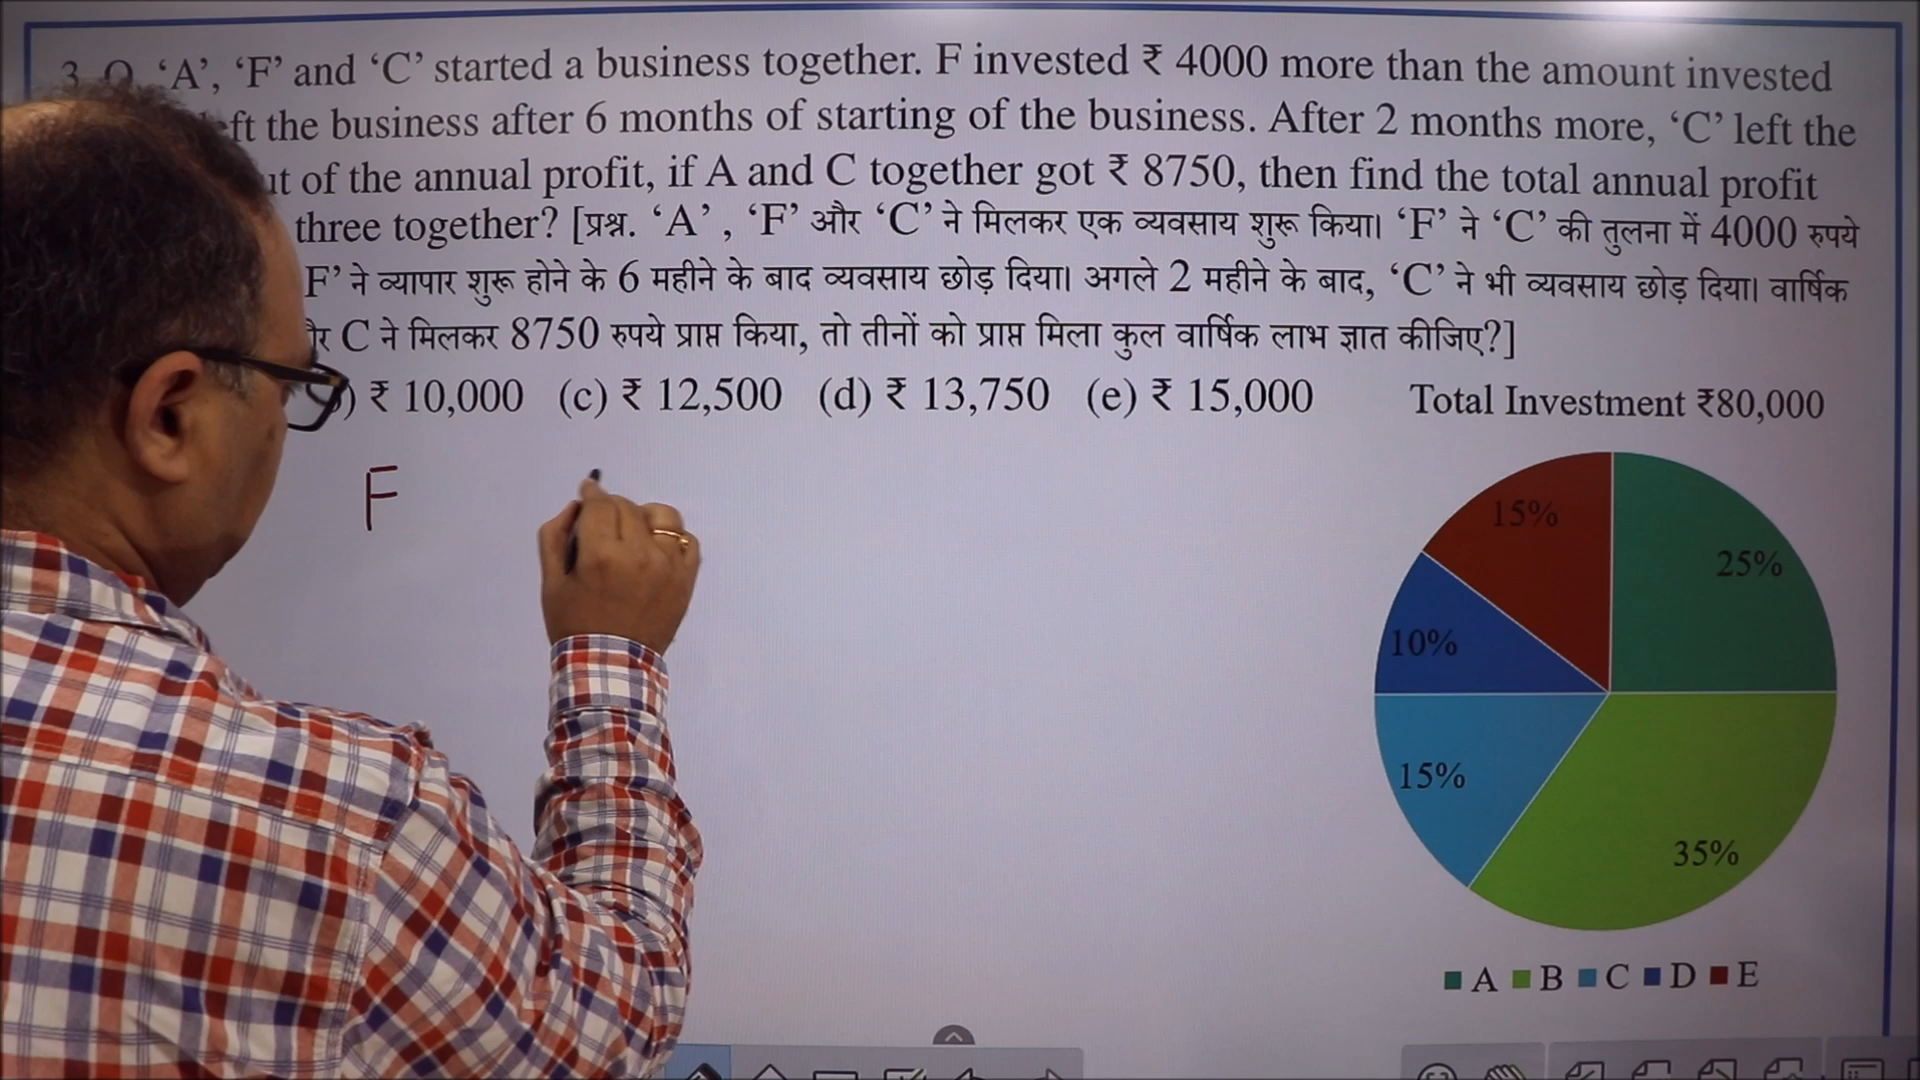 3. Q. ‘A’, ‘F’ and ‘C’ started a business together. F invested ₹ 4000 more than the amount invested
the business after 6 months of starting of the business. After 2 months more, ‘C’ left the
of the annual profit, if A and C together got ₹ 8750, then find the total annual profit
three together? [प्रश्न. ‘A’ , ‘F’ और ‘C’ ने मिलकर एक व्यवसाय शुरू किया। ‘F’ ने ‘C’ की तुलना में 4000 रुपये
F’ ने व्यापार शुरू होने के 6 महीने के बाद व्यवसाय छोड़ दिया। अगले 2 महीने के बाद, ‘C’ ने भी व्यवसाय छोड़ दिया। वार्षिक
C ने मिलकर 8750 रुपये प्राप्त किया, तो तीनों को प्राप्त मिला कुल वार्षिक लाभ ज्ञात कीजिए?]
₹ 10,000 (c) ₹ 12,500 (d) ₹ 13,750 (e) ₹ 15,000
Total Investment ₹80,000
F
15%
25%
10%
15%
35%
A B C D E